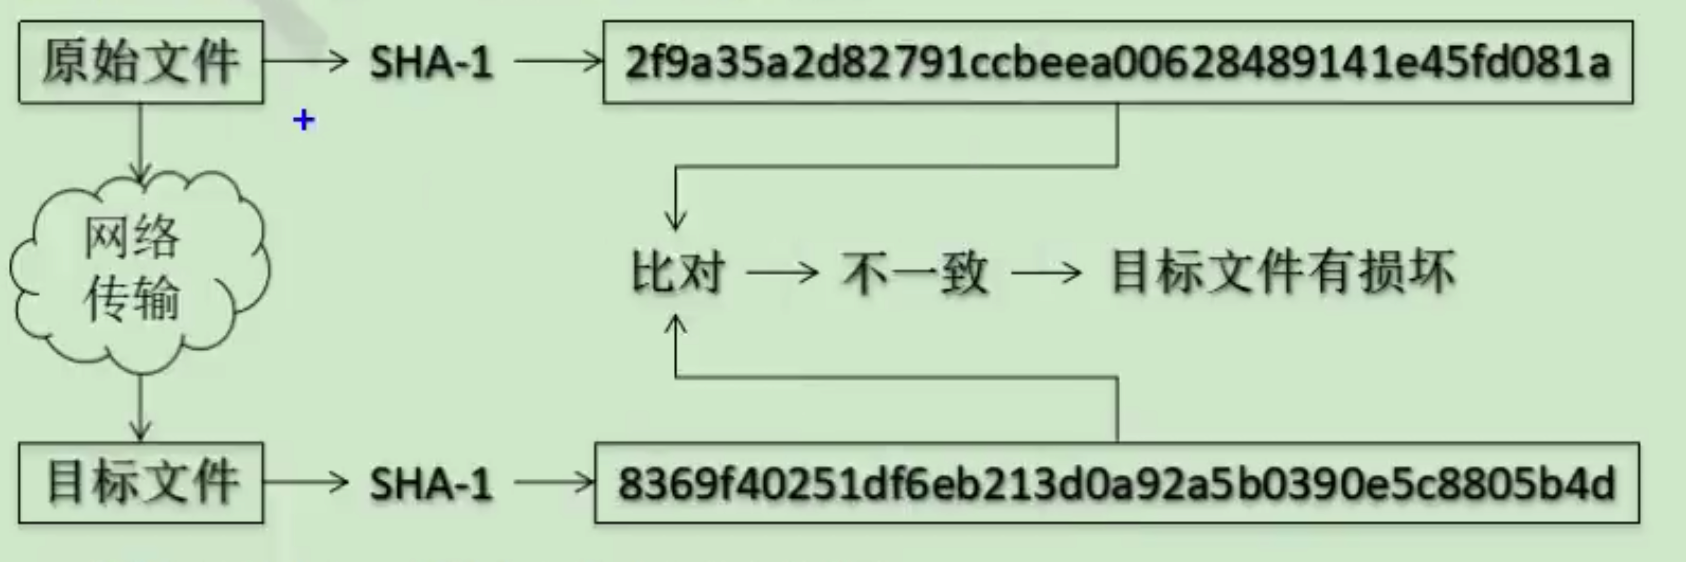 原始文件 SHA-1 2f9a35a2d82791ccbeea00628489141e45fd081a
网络
传输
比对 不一致 目标文件有损坏
目标文件 SHA-1 8369f40251df6eb213d0a92a5b0390e5c8805b4d